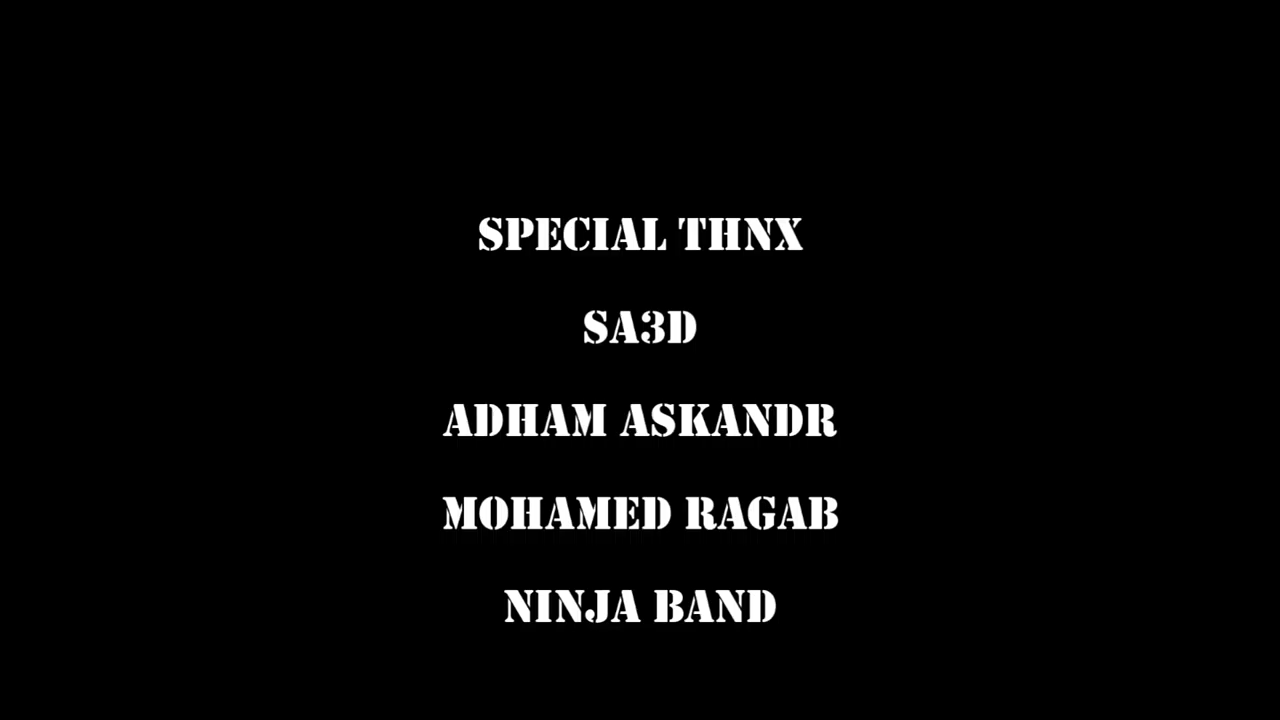 SPECIAL THNX
SA3D
ADHAM ASKANDR
MOHAMED RAGAB
NINJA BAND